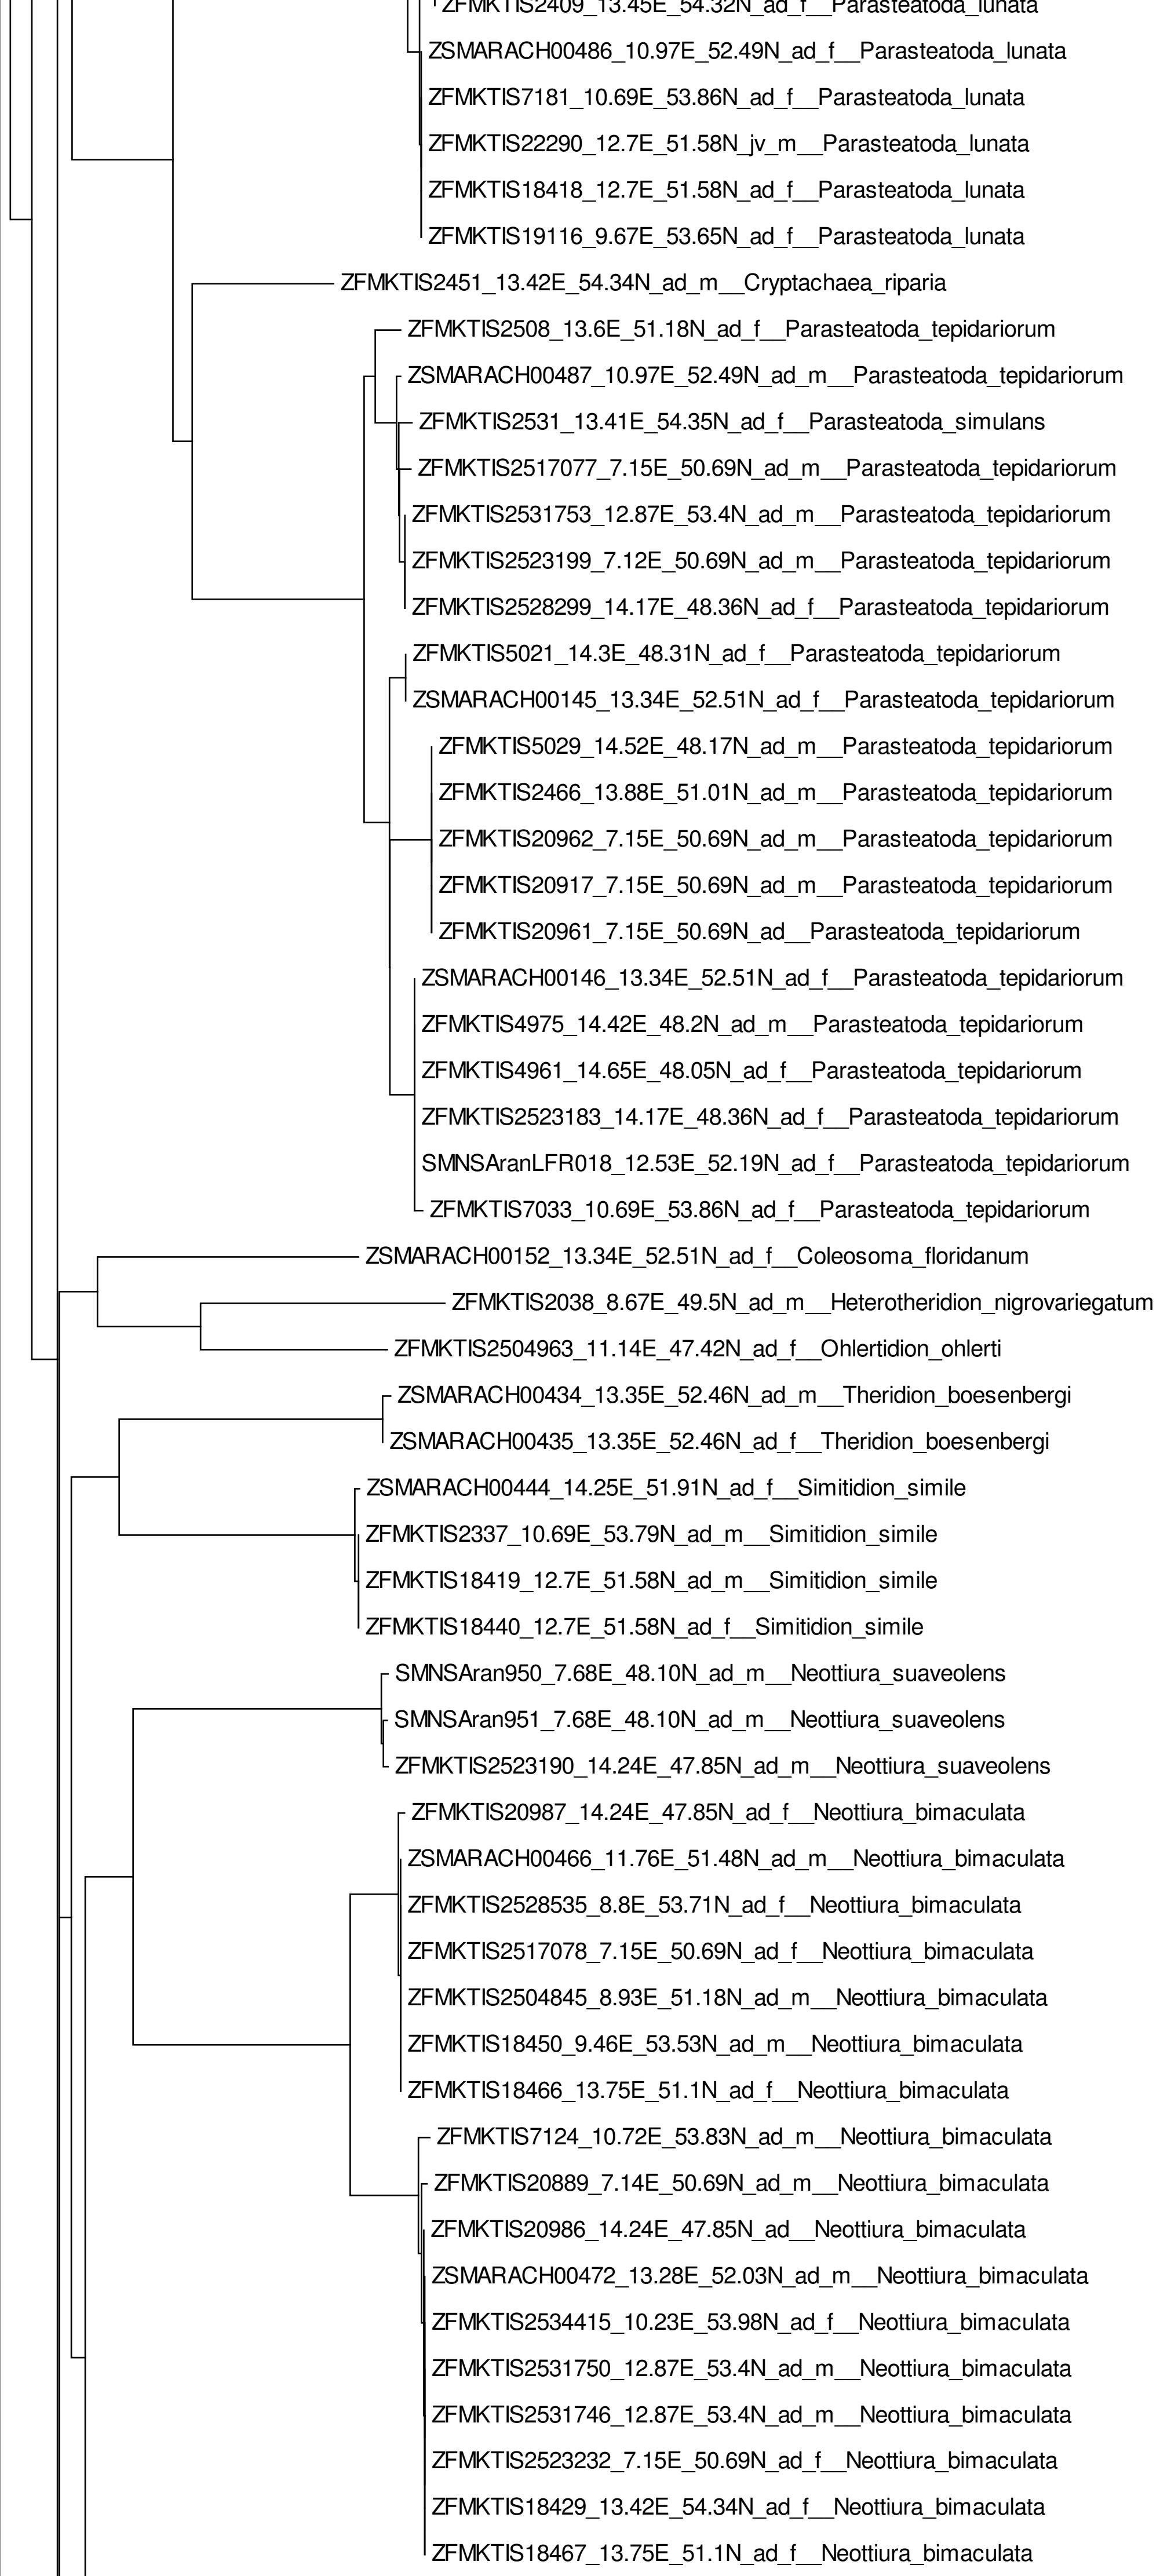 ZFMKTIS2409_13.45E_54.32N_ad_f__Parasteatoda_lunata
ZSMARACH00486_10.97E_52.49N_ad_f__Parasteatoda_lunata
ZFMKTIS7181_10.69E_53.86N_ad_f__Parasteatoda_lunata
ZFMKTIS22290_12.7E_51.58N_jv_m__Parasteatoda_lunata
ZFMKTIS18418_12.7E_51.58N_ad_f__Parasteatoda_lunata
ZFMKTIS19116_9.67E_53.65N_ad_f__Parasteatoda_lunata
ZFMKTIS2451_13.42E_54.34N_ad_m__Cryptachaea_riparia
ZFMKTIS2508_13.6E_51.18N_ad_f__Parasteatoda_tepidariorum
ZSMARACH00487_10.97E_52.49N_ad_m__Parasteatoda_tepidariorum
ZFMKTIS2531_13.41E_54.35N_ad_f__Parasteatoda_simulans
ZFMKTIS2517077_7.15E_50.69N_ad_m__Parasteatoda_tepidariorum
ZFMKTIS2531753_12.87E_53.4N_ad_m__Parasteatoda_tepidariorum
ZFMKTIS2523199_7.12E_50.69N_ad_m__Parasteatoda_tepidariorum
ZFMKTIS2528299_14.17E_48.36N_ad_f__Parasteatoda_tepidariorum
ZFMKTIS5021_14.3E_48.31N_ad_f__Parasteatoda_tepidariorum
ZSMARACH00145_13.34E_52.51N_ad_f__Parasteatoda_tepidariorum
ZFMKTIS5029_14.52E_48.17N_ad_m__Parasteatoda_tepidariorum
ZFMKTIS2466_13.88E_51.01N_ad_m__Parasteatoda_tepidariorum
ZFMKTIS20962_7.15E_50.69N_ad_m__Parasteatoda_tepidariorum
ZFMKTIS20917_7.15E_50.69N_ad_m__Parasteatoda_tepidariorum
ZFMKTIS20961_7.15E_50.69N_ad__Parasteatoda_tepidariorum
ZSMARACH00146_13.34E_52.51N_ad_f__Parasteatoda_tepidariorum
ZFMKTIS4975_14.42E_48.2N_ad_m__Parasteatoda_tepidariorum
ZFMKTIS4961_14.65E_48.05N_ad_f__Parasteatoda_tepidariorum
ZFMKTIS2523183_14.17E_48.36N_ad_f__Parasteatoda_tepidariorum
SMNSAranLFR018_12.53E_52.19N_ad_f__Parasteatoda_tepidariorum
ZFMKTIS7033_10.69E_53.86N_ad_f__Parasteatoda_tepidariorum
ZSMARACH00152_13.34E_52.51N_ad_f__Coleosoma_floridanum
ZFMKTIS2038_8.67E_49.5N_ad_m__Heterotheridion_nigrovariegatum
ZFMKTIS2504963_11.14E_47.42N_ad_f__Ohlertidion_ohlerti
ZSMARACH00434_13.35E_52.46N_ad_m__Theridion_boesenbergi
ZSMARACH00435_13.35E_52.46N_ad_f__Theridion_boesenbergi
ZSMARACH00444_14.25E_51.91N_ad_f__Simitidion_simile
ZFMKTIS2337_10.69E_53.79N_ad_m__Simitidion_simile
ZFMKTIS18419_12.7E_51.58N_ad_m__Simitidion_simile
ZFMKTIS18440_12.7E_51.58N_ad_f__Simitidion_simile
SMNSAran950_7.68E_48.10N_ad_m__Neottiura_suaveolens
SMNSAran951_7.68E_48.10N_ad_m__Neottiura_suaveolens
ZFMKTIS2523190_14.24E_47.85N_ad_m__Neottiura_suaveolens
ZFMKTIS20987_14.24E_47.85N_ad_f__Neottiura_bimaculata
ZSMARACH00466_11.76E_51.48N_ad_m__Neottiura_bimaculata
ZFMKTIS2528535_8.8E_53.71N_ad_f__Neottiura_bimaculata
ZFMKTIS2517078_7.15E_50.69N_ad_f__Neottiura_bimaculata
ZFMKTIS2504845_8.93E_51.18N_ad_m__Neottiura_bimaculata
ZFMKTIS18450_9.46E_53.53N_ad_m__Neottiura_bimaculata
ZFMKTIS18466_13.75E_51.1N_ad_f__Neottiura_bimaculata
ZFMKTIS7124_10.72E_53.83N_ad_m__Neottiura_bimaculata
ZFMKTIS20889_7.14E_50.69N_ad_m__Neottiura_bimaculata
ZFMKTIS20986_14.24E_47.85N_ad__Neottiura_bimaculata
ZSMARACH00472_13.28E_52.03N_ad_m__Neottiura_bimaculata
ZFMKTIS2534415_10.23E_53.98N_ad_f__Neottiura_bimaculata
ZFMKTIS2531750_12.87E_53.4N_ad_m__Neottiura_bimaculata
ZFMKTIS2531746_12.87E_53.4N_ad_m__Neottiura_bimaculata
ZFMKTIS2523232_7.15E_50.69N_ad_f__Neottiura_bimaculata
ZFMKTIS18429_13.42E_54.34N_ad_f__Neottiura_bimaculata
ZFMKTIS18467_13.75E_51.1N_ad_f__Neottiura_bimaculata